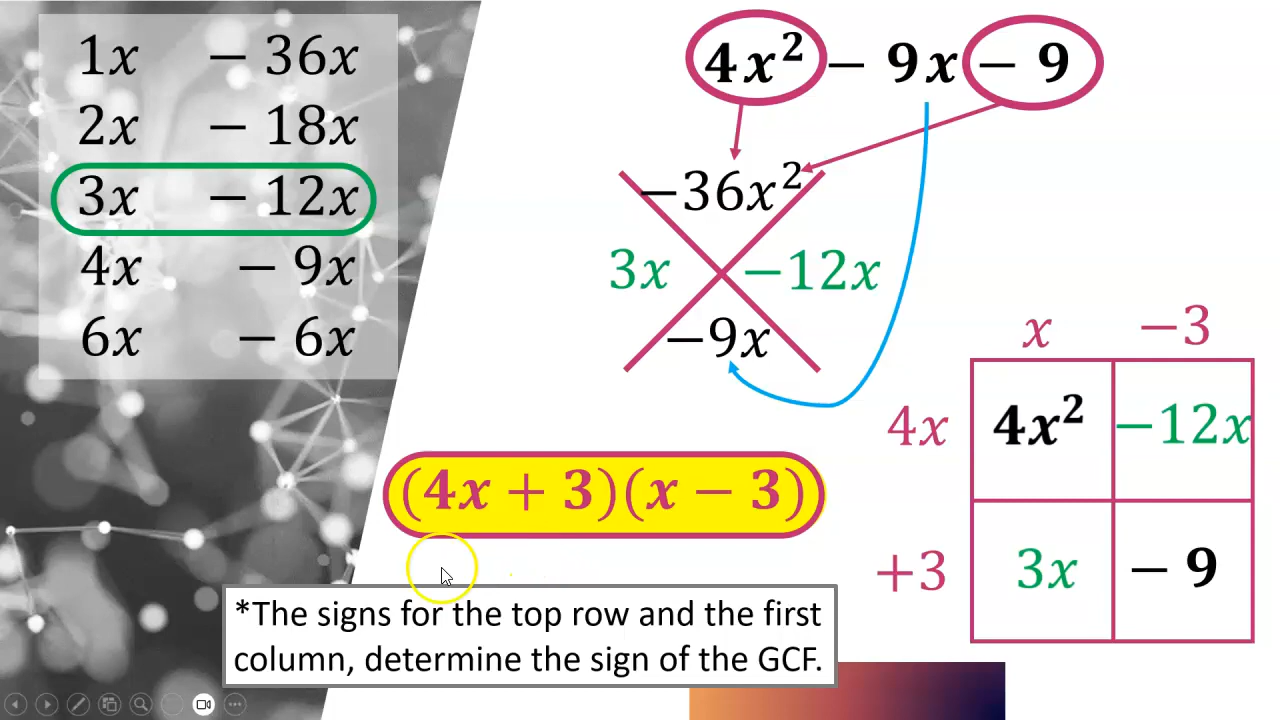 1x − 36x
2x − 18x
3x − 12x
4x − 9x
6x − 6x
4x² − 9x − 9
−36x²
3x −12x
−9x
(4x + 3)(x − 3)
x −3
4x 4x² −12x
+3 3x − 9
*The signs for the top row and the first
column, determine the sign of the GCF.